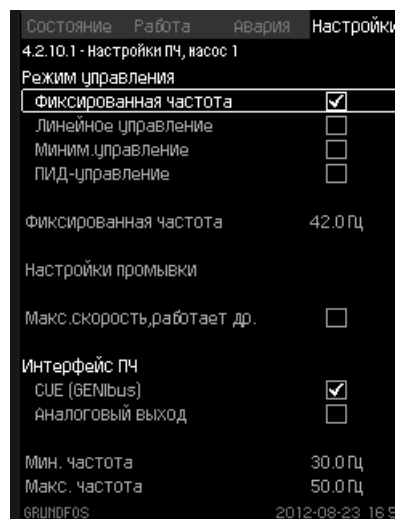 Состояние Работа Авария Настройки
4.2.10.1 - Настройки ПЧ, насос 1
Режим управления
Фиксированная частота
Линейное управление
Миним.управление
ПИД-управление
Фиксированная частота 42.0 Гц
Настройки промывки
Макс.скорость,работает др.
Интерфейс ПЧ
CUE (GENIbus)
Аналоговый выход
Мин. частота 30.0 Гц
Макс. частота 50.0 Гц
GRUNDFOS 2012-08-23 16